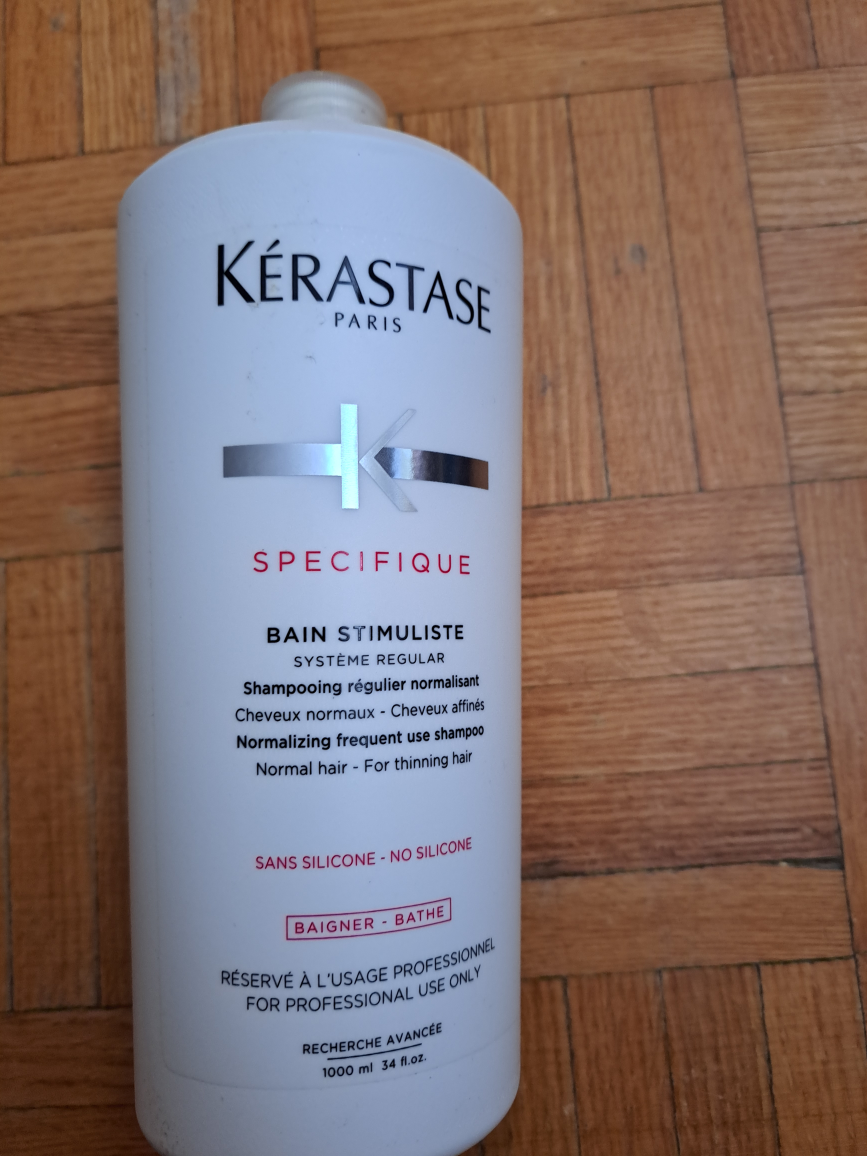 KÉRASTASE
PARIS
K
SPECIFIQUE
BAIN STIMULISTE
SYSTÈME REGULAR
Shampooing régulier normalisant
Cheveux normaux - Cheveux affinés
Normalizing frequent use shampoo
Normal hair - For thinning hair
SANS SILICONE - NO SILICONE
BAIGNER - BATHE
RÉSERVÉ À L'USAGE PROFESSIONNEL
FOR PROFESSIONAL USE ONLY
RECHERCHE AVANCÉE
1000 ml 34 fl.oz.